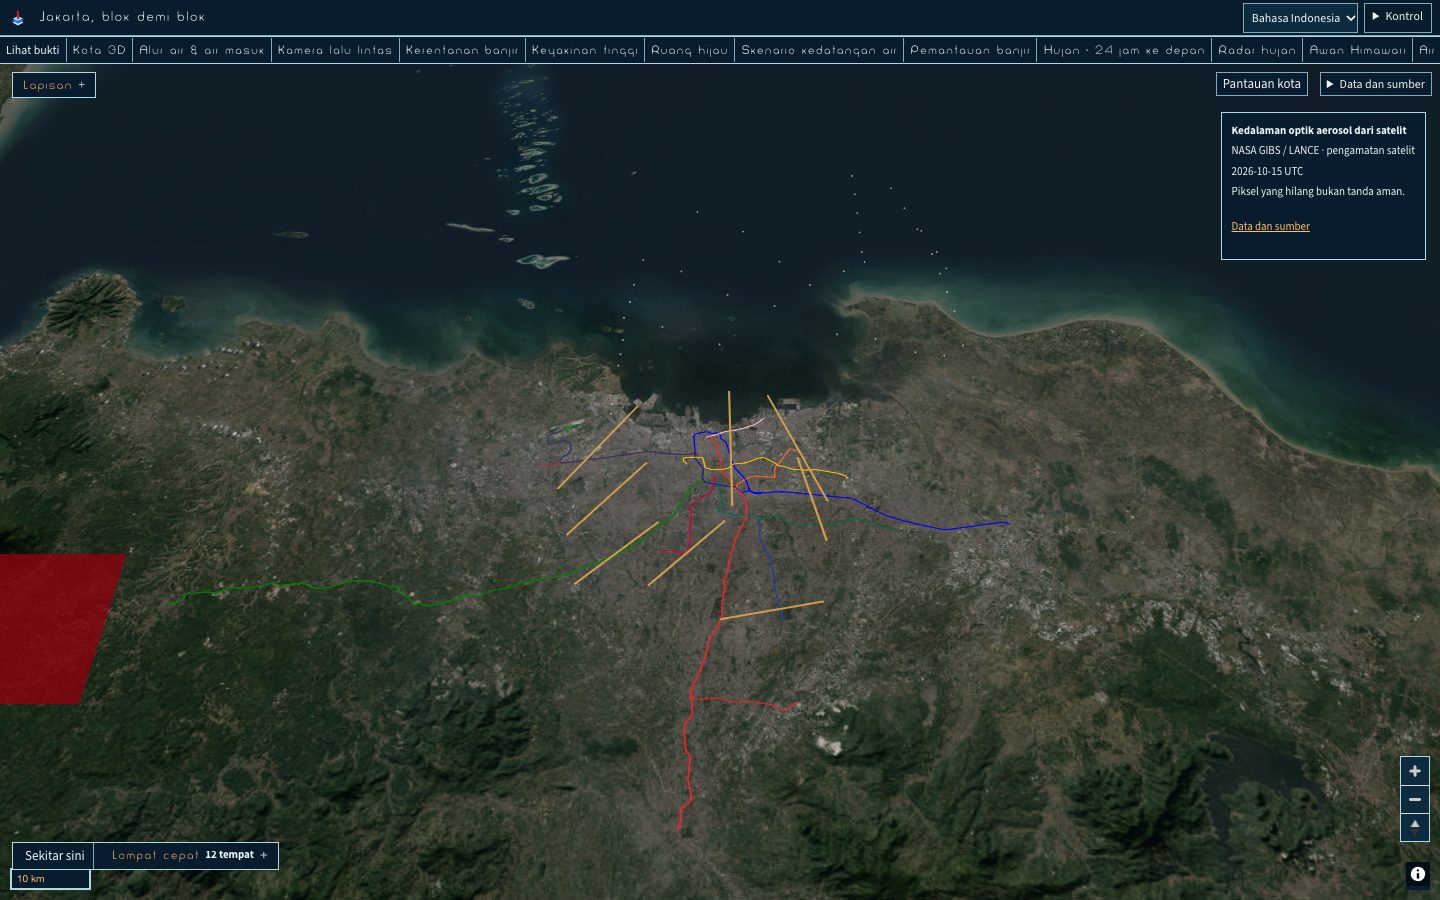 Jakarta, blok demi blok
Bahasa Indonesia
Kontrol
Lihat bukti
Kota 3D
Alur air & air masuk
Kamera lalu lintas
Kerentanan banjir
Keyakinan tinggi
Ruang hijau
Skenario kedatangan air
Pemantauan banjir
Hujan · 24 jam ke depan
Radar hujan
Awan Himawari
Air
Lapisan +
Pantauan kota
Data dan sumber
Kedalaman optik aerosol dari satelit
NASA GIBS / LANCE · pengamatan satelit
2026-10-15 UTC
Piksel yang hilang bukan tanda aman.
Data dan sumber
Sekitar sini
Lompat cepat 12 tempat +
10 km